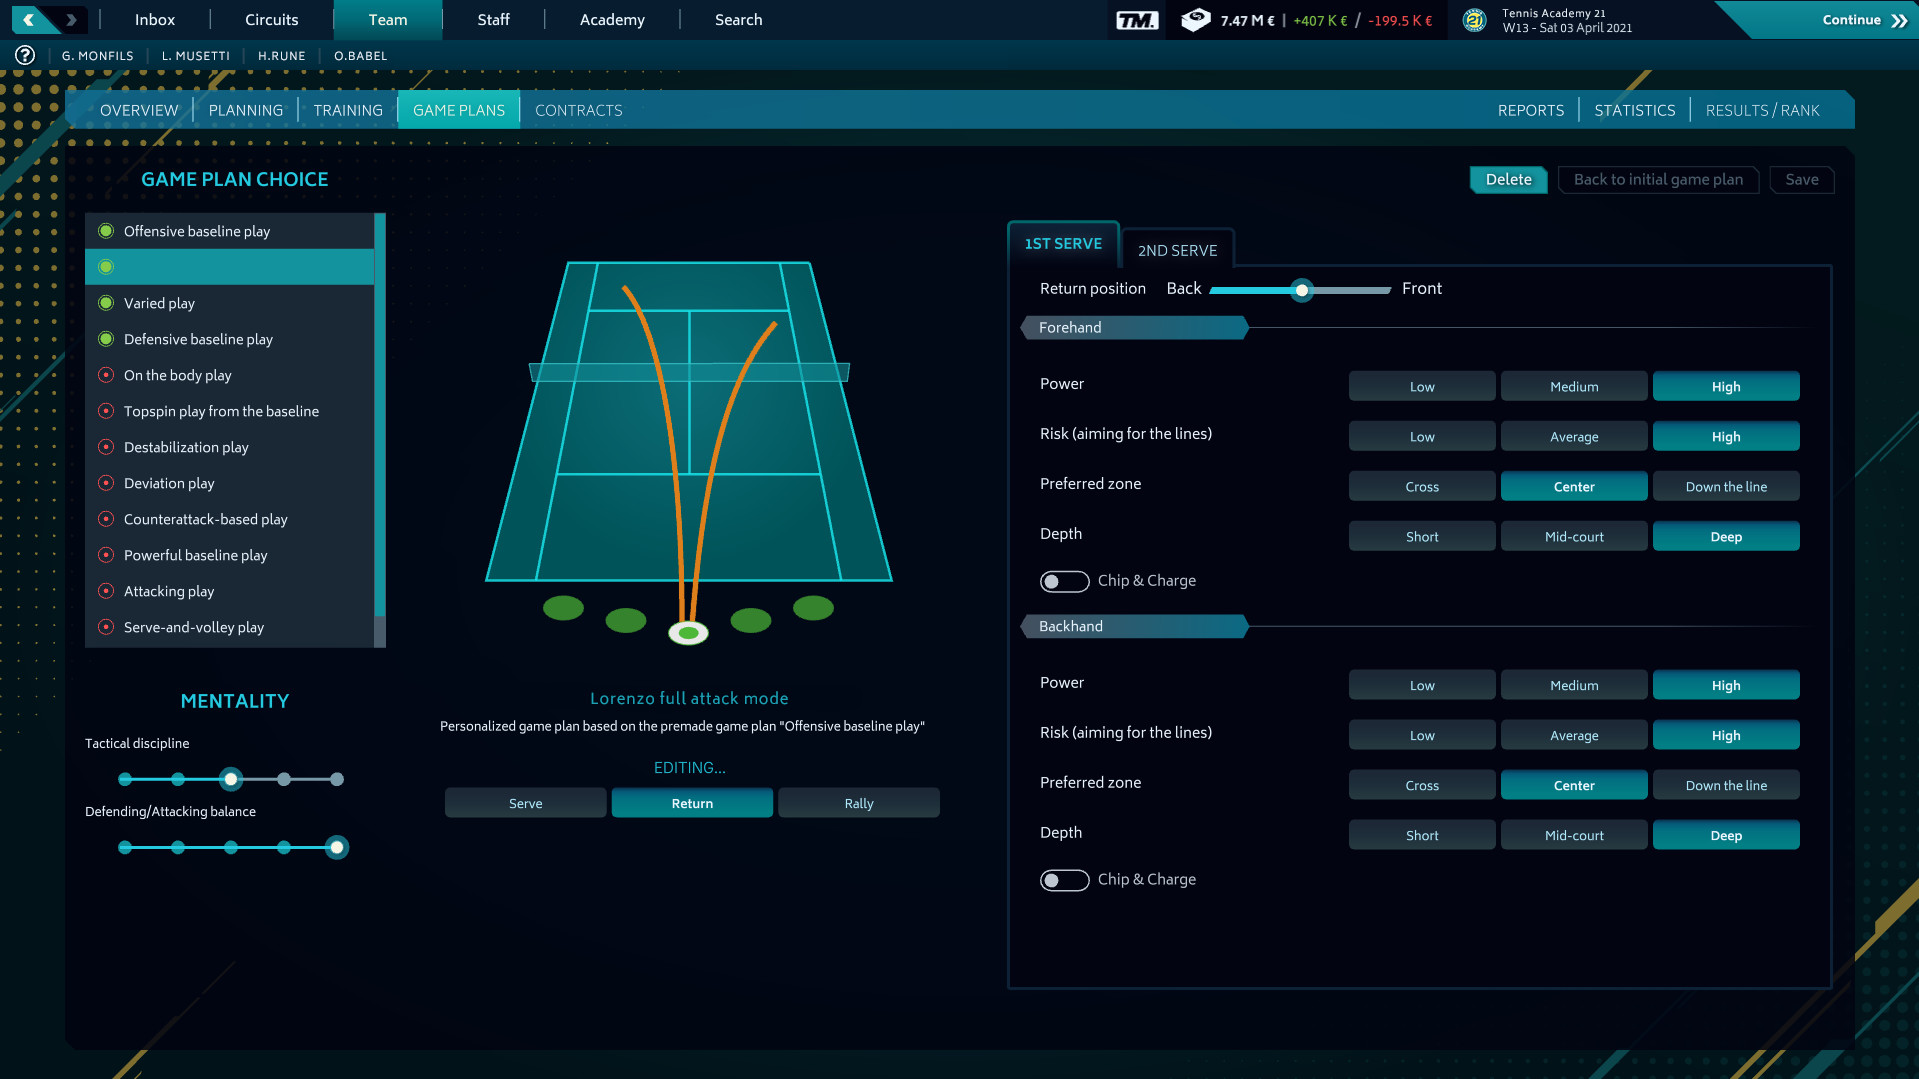 Inbox Circuits Team Staff Academy Search
TM. 7.47 M € | +407 K € / -199.5 K €
21 Tennis Academy 21
W13 - Sat 03 April 2021
Continue
? G. MONFILS L. MUSETTI H.RUNE O.BABEL
OVERVIEW PLANNING TRAINING GAME PLANS CONTRACTS
REPORTS STATISTICS RESULTS / RANK
GAME PLAN CHOICE
Delete Back to initial game plan Save
Offensive baseline play
Varied play
Defensive baseline play
On the body play
Topspin play from the baseline
Destabilization play
Deviation play
Counterattack-based play
Powerful baseline play
Attacking play
Serve-and-volley play
MENTALITY
Tactical discipline
Defending/Attacking balance
Lorenzo full attack mode
Personalized game plan based on the premade game plan "Offensive baseline play"
EDITING...
Serve Return Rally
1ST SERVE 2ND SERVE
Return position Back Front
Forehand
Power Low Medium High
Risk (aiming for the lines) Low Average High
Preferred zone Cross Center Down the line
Depth Short Mid-court Deep
Chip & Charge
Backhand
Power Low Medium High
Risk (aiming for the lines) Low Average High
Preferred zone Cross Center Down the line
Depth Short Mid-court Deep
Chip & Charge